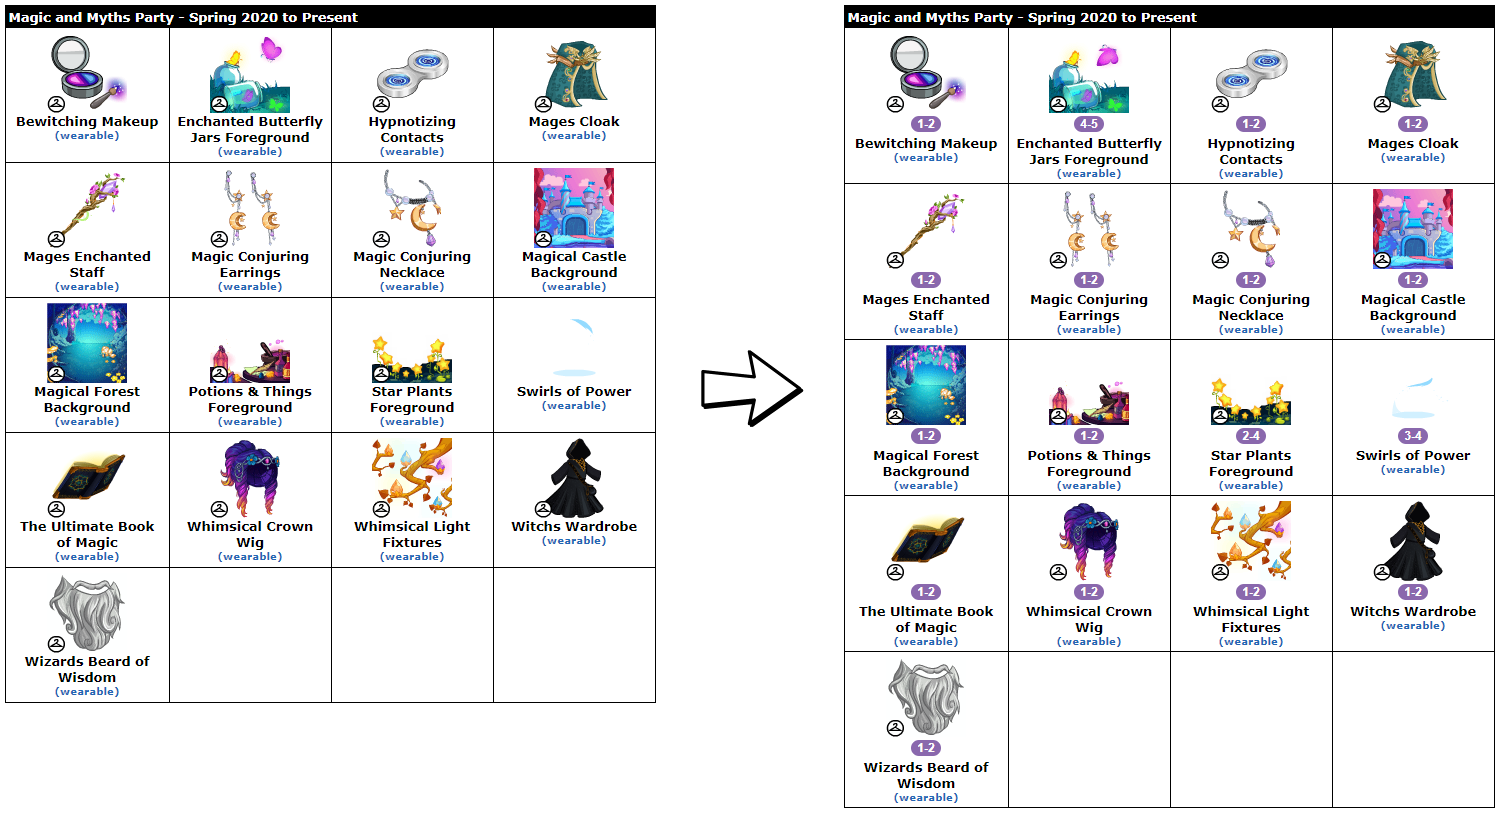 Magic and Myths Party - Spring 2020 to Present
Bewitching Makeup
(wearable)
Enchanted Butterfly
Jars Foreground
(wearable)
Hypnotizing
Contacts
(wearable)
Mages Cloak
(wearable)
Mages Enchanted
Staff
(wearable)
Magic Conjuring
Earrings
(wearable)
Magic Conjuring
Necklace
(wearable)
Magical Castle
Background
(wearable)
Magical Forest
Background
(wearable)
Potions & Things
Foreground
(wearable)
Star Plants
Foreground
(wearable)
Swirls of Power
(wearable)
The Ultimate Book
of Magic
(wearable)
Whimsical Crown
Wig
(wearable)
Whimsical Light
Fixtures
(wearable)
Witchs Wardrobe
(wearable)
Wizards Beard of
Wisdom
(wearable)
Magic and Myths Party - Spring 2020 to Present
1-2
Bewitching Makeup
(wearable)
4-5
Enchanted Butterfly
Jars Foreground
(wearable)
1-2
Hypnotizing
Contacts
(wearable)
1-2
Mages Cloak
(wearable)
1-2
Mages Enchanted
Staff
(wearable)
1-2
Magic Conjuring
Earrings
(wearable)
1-2
Magic Conjuring
Necklace
(wearable)
1-2
Magical Castle
Background
(wearable)
1-2
Magical Forest
Background
(wearable)
1-2
Potions & Things
Foreground
(wearable)
2-4
Star Plants
Foreground
(wearable)
3-4
Swirls of Power
(wearable)
1-2
The Ultimate Book
of Magic
(wearable)
1-2
Whimsical Crown
Wig
(wearable)
1-2
Whimsical Light
Fixtures
(wearable)
1-2
Witchs Wardrobe
(wearable)
1-2
Wizards Beard of
Wisdom
(wearable)